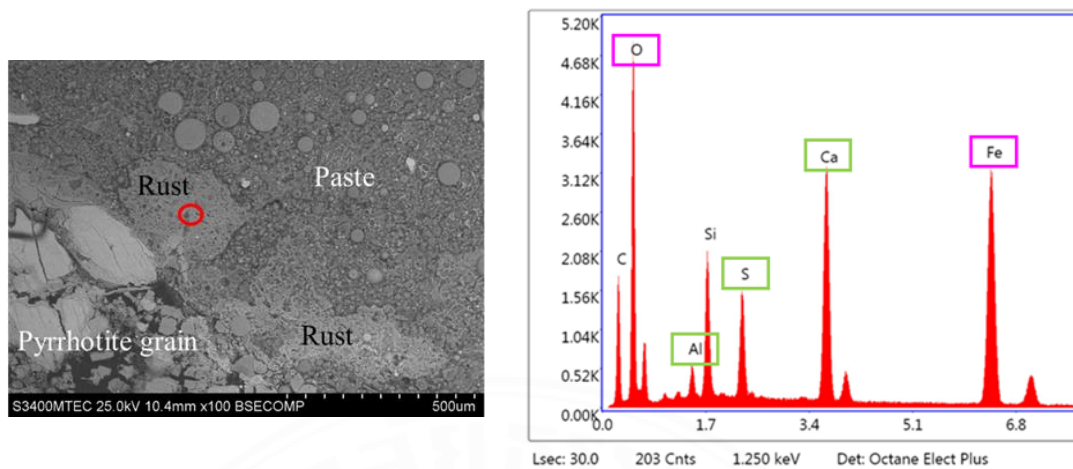 Rust
Paste
Rust
Pyrrhotite grain
S3400MTEC 25.0kV 10.4mm x100 BSECOMP 500um
5.20K
4.68K
4.16K
3.64K
3.12K
2.60K
2.08K
1.56K
1.04K
0.52K
0.00K
O
Ca
Fe
Si
C
S
Al
0.0 1.7 3.4 5.1 6.8
Lsec: 30.0 203 Cnts 1.250 keV Det: Octane Elect Plus